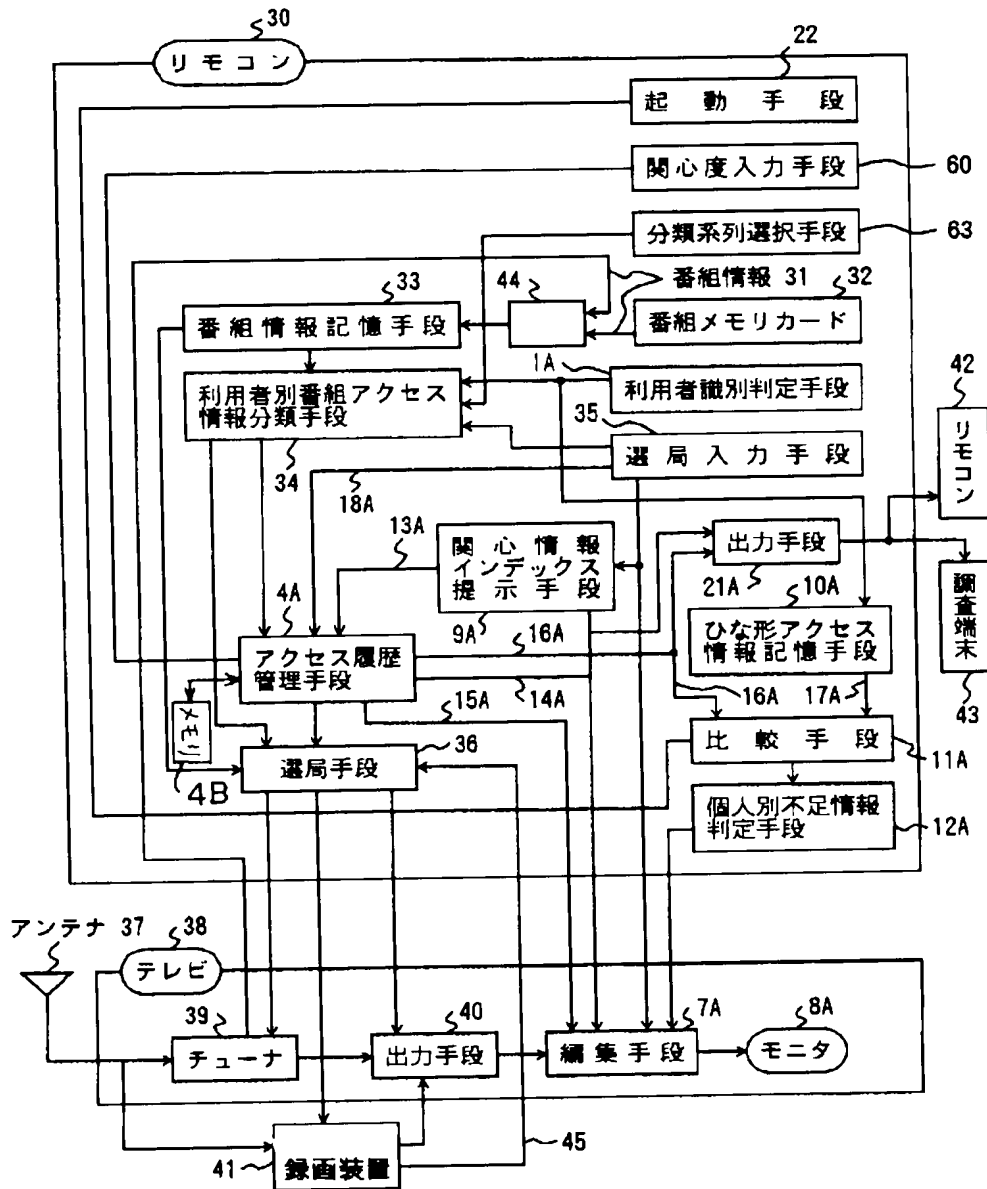 30
リモコン
22
起動手段
関心度入力手段
60
分類系列選択手段
63
番組情報 31
32
33
44
番組情報記憶手段
番組メモリカード
1A
利用者別番組アクセス
情報分類手段
利用者識別判定手段
42
リモコン
35
選局入力手段
34
18A
13A
関心情報
インデックス
提示手段
出力手段
21A
10A
調査端末
4A
9A
16A
ひな形アクセス
情報記憶手段
アクセス履歴
管理手段
14A
16A
17A
43
15A
メモリ
36
比較手段
11A
4B
選局手段
個人別不足情報
判定手段
12A
アンテナ 37
38
テレビ
39
40
7A
8A
チューナ
出力手段
編集手段
モニタ
45
41
録画装置